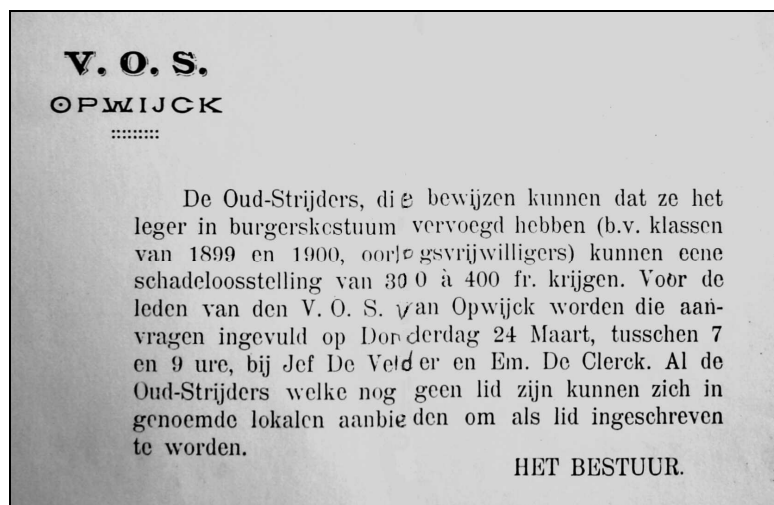 V. O. S.
OPWIJCK
De Oud-Strijders, die bewijzen kunnen dat ze het
leger in burgerskostuum vervoegd hebben (b.v. klassen
van 1899 en 1900, oorlogsvrijwilligers) kunnen eene
schadeloosstelling van 300 à 400 fr. krijgen. Voor de
leden van den V. O. S. van Opwijck worden die aan-
vragen ingevuld op Donderdag 24 Maart, tusschen 7
en 9 ure, bij Jef De Velder en Em. De Clerck. Al de
Oud-Strijders welke nog geen lid zijn kunnen zich in
genoemde lokalen aanbieden om als lid ingeschreven
te worden.
HET BESTUUR.